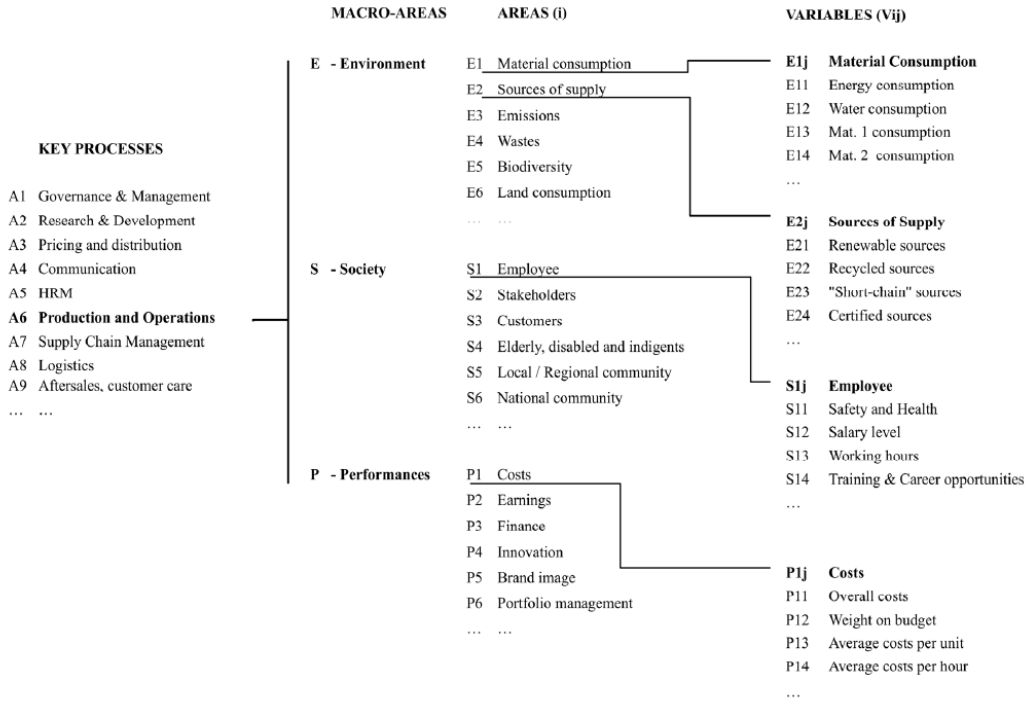 MACRO-AREAS
AREAS (i)
VARIABLES (Vij)
KEY PROCESSES
A1 Governance & Management
A2 Research & Development
A3 Pricing and distribution
A4 Communication
A5 HRM
A6 Production and Operations
A7 Supply Chain Management
A8 Logistics
A9 Aftersales, customer care
... ...
E - Environment
S - Society
P - Performances
E1 Material consumption
E2 Sources of supply
E3 Emissions
E4 Wastes
E5 Biodiversity
E6 Land consumption
... ...
S1 Employee
S2 Stakeholders
S3 Customers
S4 Elderly, disabled and indigents
S5 Local / Regional community
S6 National community
... ...
P1 Costs
P2 Earnings
P3 Finance
P4 Innovation
P5 Brand image
P6 Portfolio management
... ...
E1j Material Consumption
E11 Energy consumption
E12 Water consumption
E13 Mat. 1 consumption
E14 Mat. 2 consumption
...
E2j Sources of Supply
E21 Renewable sources
E22 Recycled sources
E23 "Short-chain" sources
E24 Certified sources
...
S1j Employee
S11 Safety and Health
S12 Salary level
S13 Working hours
S14 Training & Career opportunities
...
P1j Costs
P11 Overall costs
P12 Weight on budget
P13 Average costs per unit
P14 Average costs per hour
...